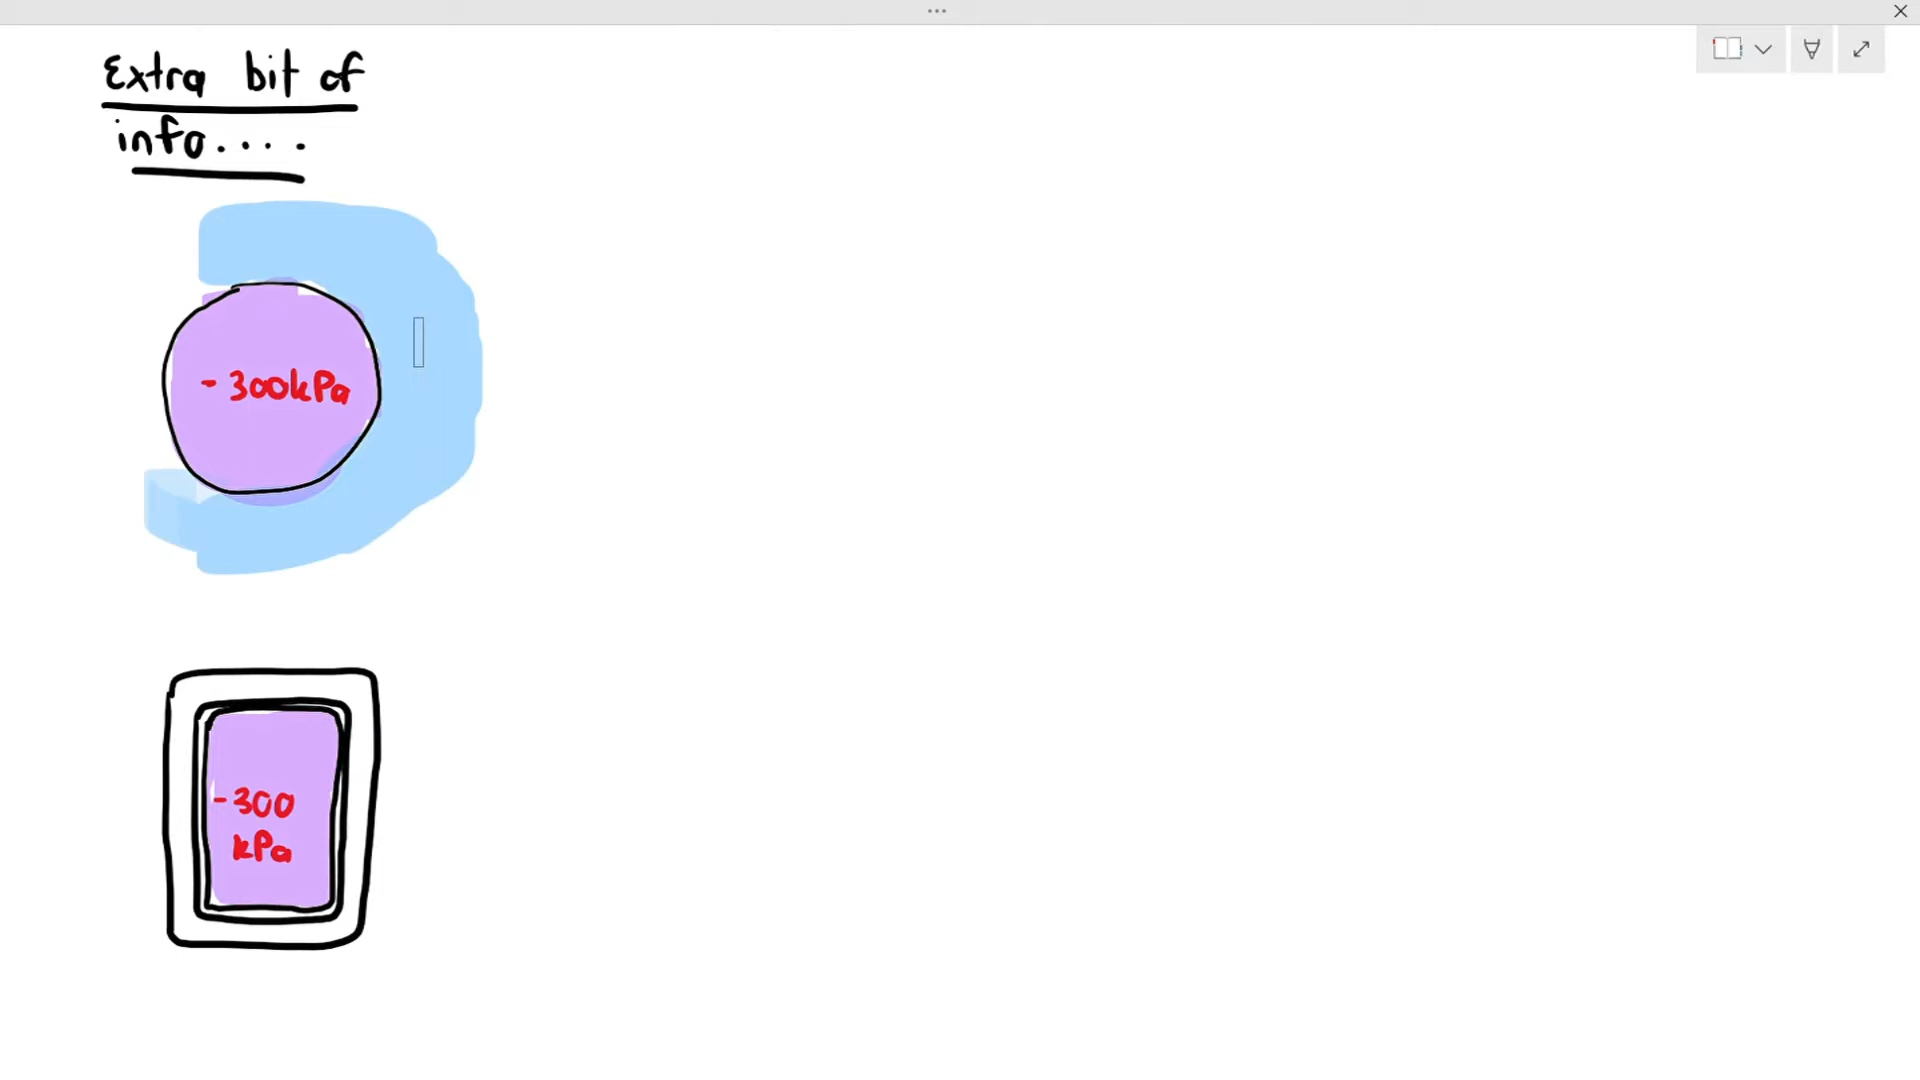 Extra bit of
info....
- 300kPa
- 300
kPa